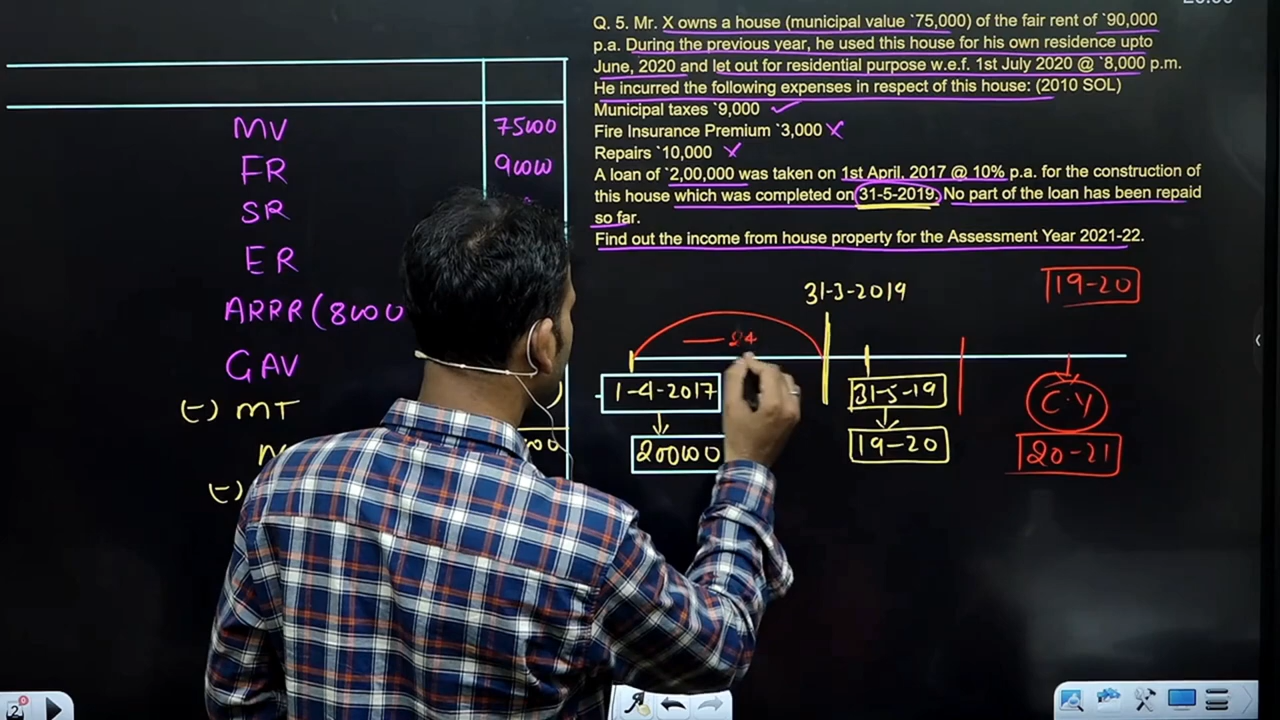 Q. 5. Mr. X owns a house (municipal value `75,000) of the fair rent of `90,000
p.a. During the previous year, he used this house for his own residence upto
June, 2020 and let out for residential purpose w.e.f. 1st July 2020 @ `8,000 p.m.
He incurred the following expenses in respect of this house: (2010 SOL)
Municipal taxes `9,000
Fire Insurance Premium `3,000
Repairs `10,000
A loan of `2,00,000 was taken on 1st April, 2017 @ 10% p.a. for the construction of
this house which was completed on 31-5-2019. No part of the loan has been repaid
so far.
Find out the income from house property for the Assessment Year 2021-22.
MV 75000
FR 90000
SR
ER
ARRR (8000
GAV
(-) MT
(-)
31-3-2019
19-20
24
1-4-2017
200000
31-5-19
19-20
C.Y
20-21